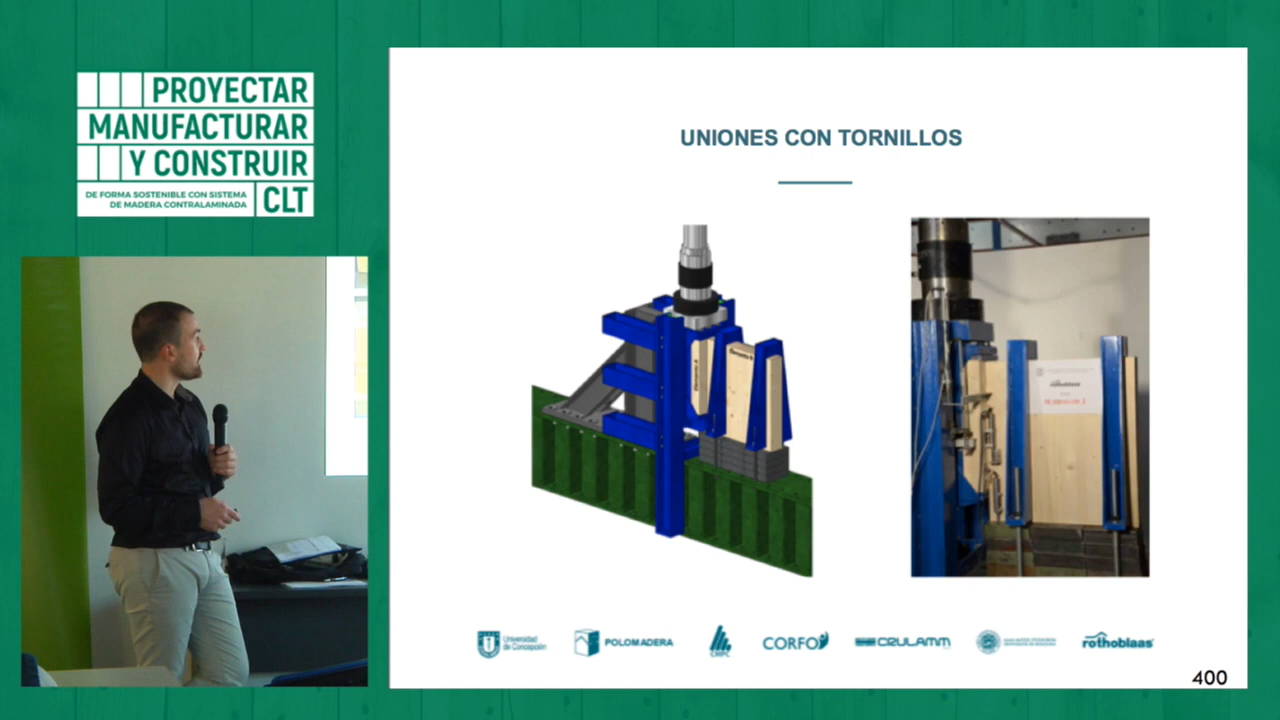 PROYECTAR
MANUFACTURAR
Y CONSTRUIR
DE FORMA SOSTENIBLE CON SISTEMA
DE MADERA CONTRALAMINADA
CLT
UNIONES CON TORNILLOS
rothoblaas
Universidad
de Concepción
POLOMADERA
CMPC
CORFO
CRULAMM
rothoblaas
400